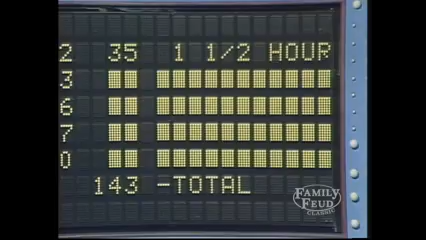 2 35 1 1/2 HOUR
3
6
7
0
143 -TOTAL
FAMILY
FEUD
CLASSIC